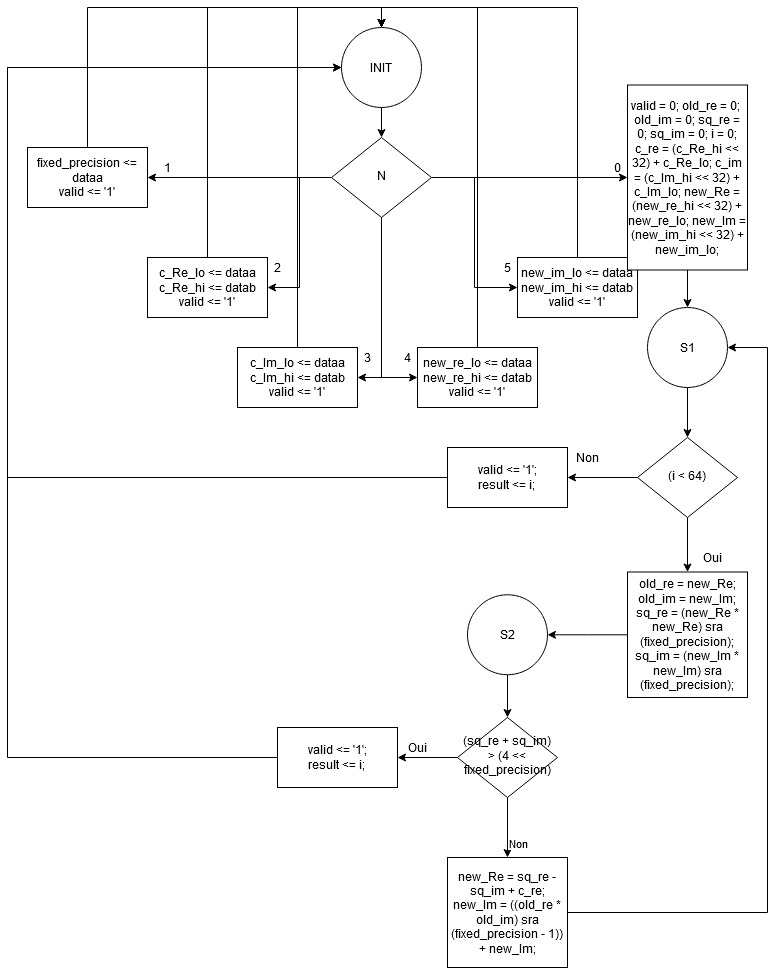 INIT
N
1
fixed_precision <=
dataa
valid <= '1'
0
valid = 0; old_re = 0;
old_im = 0; sq_re =
0; sq_im = 0; i = 0;
c_re = (c_Re_hi <<
32) + c_Re_lo; c_im
= (c_Im_hi << 32) +
c_Im_lo; new_Re =
(new_re_hi << 32) +
new_re_lo; new_Im =
(new_im_hi << 32) +
new_im_lo;
2
c_Re_lo <= dataa
c_Re_hi <= datab
valid <= '1'
5
new_im_lo <= dataa
new_im_hi <= datab
valid <= '1'
3
c_Im_lo <= dataa
c_Im_hi <= datab
valid <= '1'
4
new_re_lo <= dataa
new_re_hi <= datab
valid <= '1'
S1
(i < 64)
Non
valid <= '1';
result <= i;
Oui
old_re = new_Re;
old_im = new_Im;
sq_re = (new_Re *
new_Re) sra
(fixed_precision);
sq_im = (new_Im *
new_Im) sra
(fixed_precision);
S2
(sq_re + sq_im)
> (4 <<
fixed_precision)
Oui
valid <= '1';
result <= i;
Non
new_Re = sq_re -
sq_im + c_re;
new_Im = ((old_re *
old_im) sra
(fixed_precision - 1))
+ new_Im;